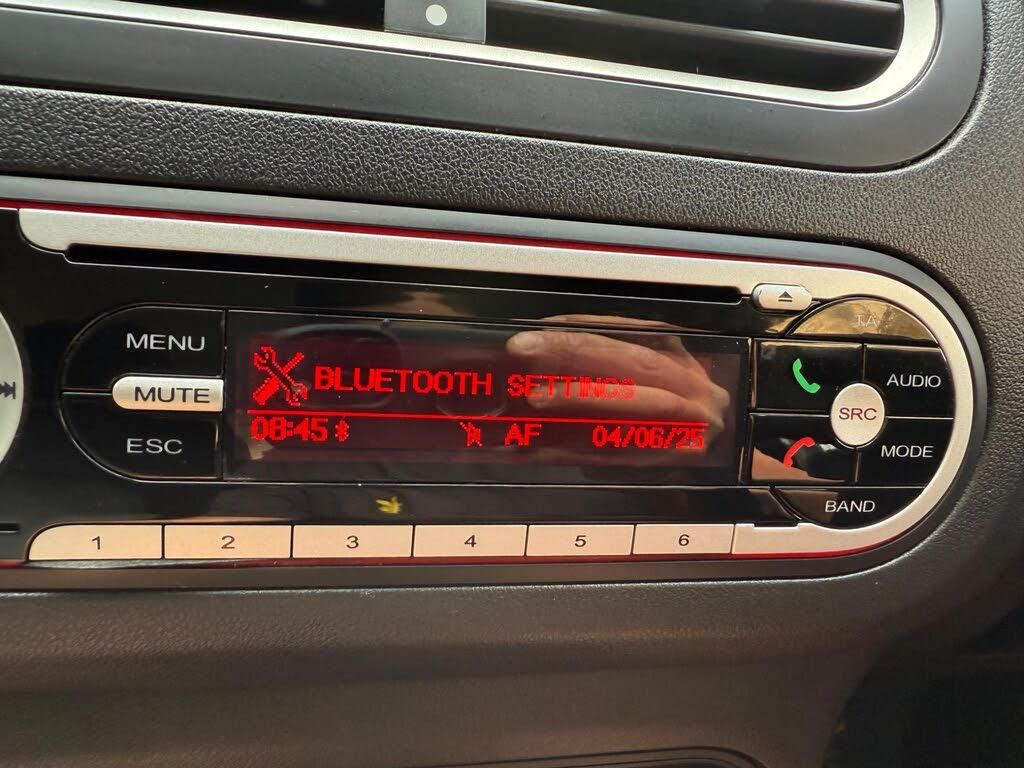 MENU
MUTE
ESC
BLUETOOTH SETTINGS
08:45
AF
04/06/25
TA
AUDIO
SRC
MODE
BAND
1
2
3
4
5
6